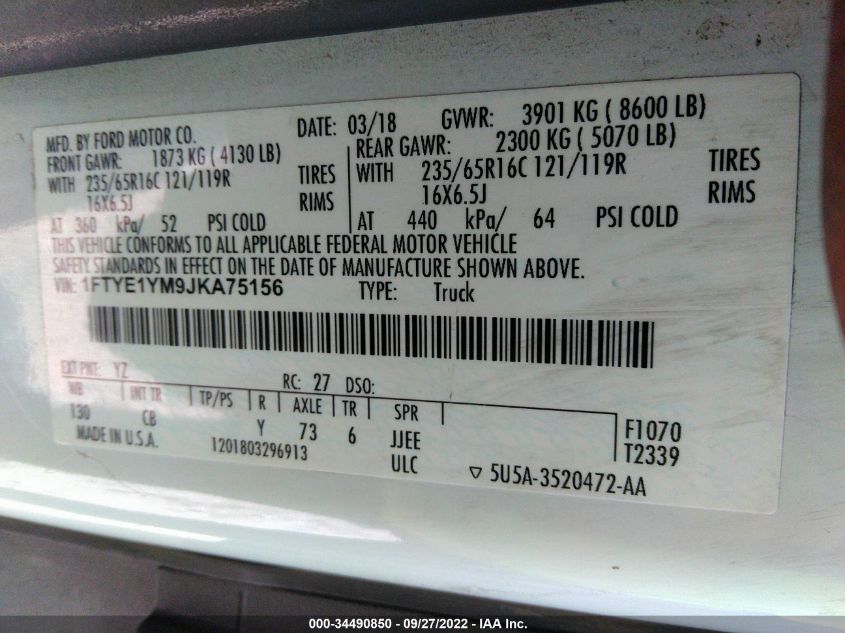 MFD. BY FORD MOTOR CO. DATE: 03/18 GVWR: 3901 KG ( 8600 LB)
FRONT GAWR: 1873 KG ( 4130 LB) REAR GAWR: 2300 KG ( 5070 LB)
WITH 235/65R16C 121/119R TIRES WITH 235/65R16C 121/119R TIRES
16X6.5J RIMS 16X6.5J RIMS
AT 360 kPa/ 52 PSI COLD AT 440 kPa/ 64 PSI COLD
THIS VEHICLE CONFORMS TO ALL APPLICABLE FEDERAL MOTOR VEHICLE
SAFETY STANDARDS IN EFFECT ON THE DATE OF MANUFACTURE SHOWN ABOVE.
VIN: 1FTYE1YM9JKA75156 TYPE: Truck
EXT PNT: YZ RC: 27 DSO:
WB INT TR TP/PS R AXLE TR SPR
130 CB Y 73 6 JJEE F1070
MADE IN U.S.A. 1201803296913 ULC T2339
5U5A-3520472-AA
000-34490850 - 09/27/2022 - IAA Inc.